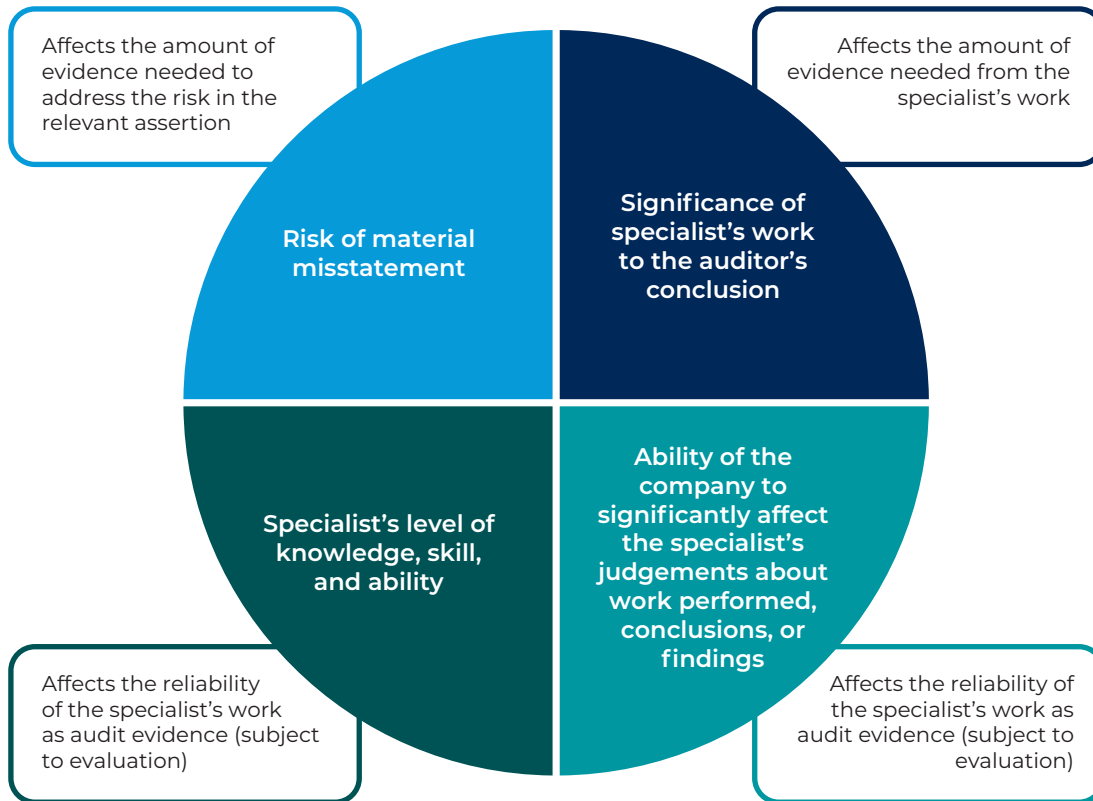 Affects the amount of
evidence needed to
address the risk in the
relevant assertion
Affects the amount of
evidence needed from the
specialist’s work
Risk of material
misstatement
Significance of
specialist’s work
to the auditor’s
conclusion
Specialist’s level of
knowledge, skill,
and ability
Ability of the
company to
significantly affect
the specialist’s
judgements about
work performed,
conclusions, or
findings
Affects the reliability
of the specialist’s work
as audit evidence (subject
to evaluation)
Affects the reliability of
the specialist’s work as
audit evidence (subject to
evaluation)